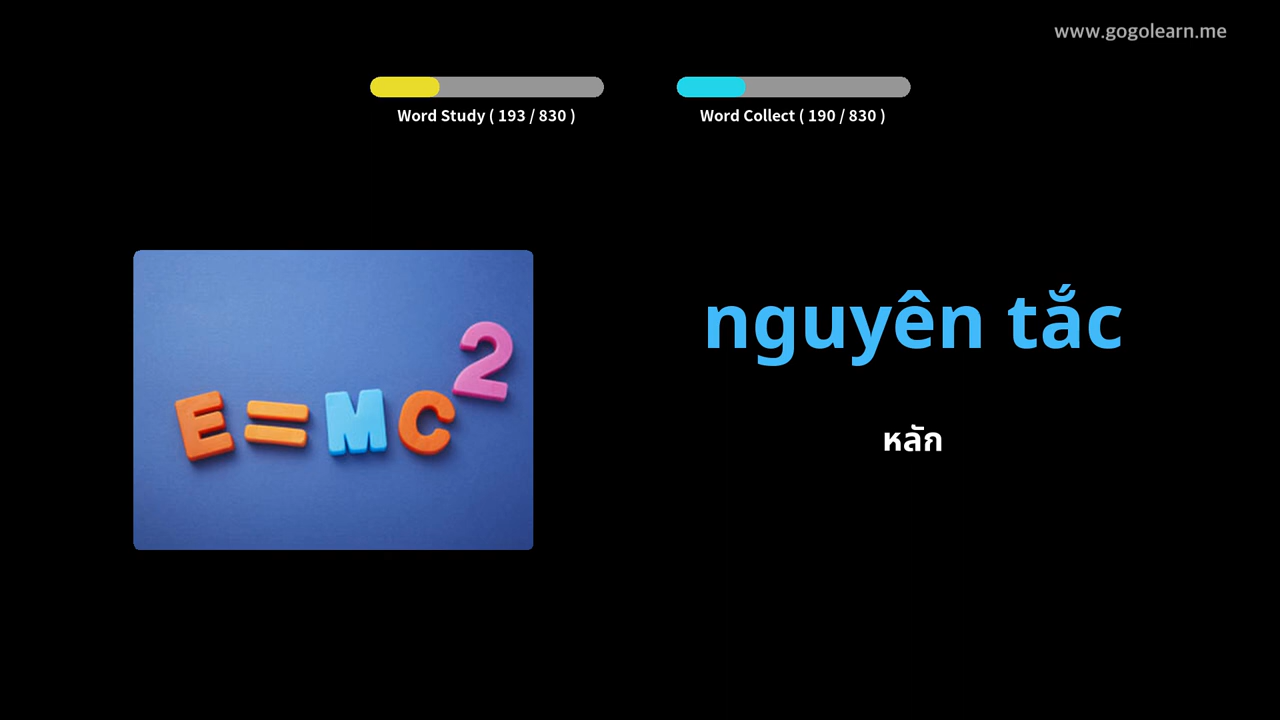 www.gogolearn.me
Word Study ( 193 / 830 )
Word Collect ( 190 / 830 )
E=MC²
nguyên tắc
หลัก